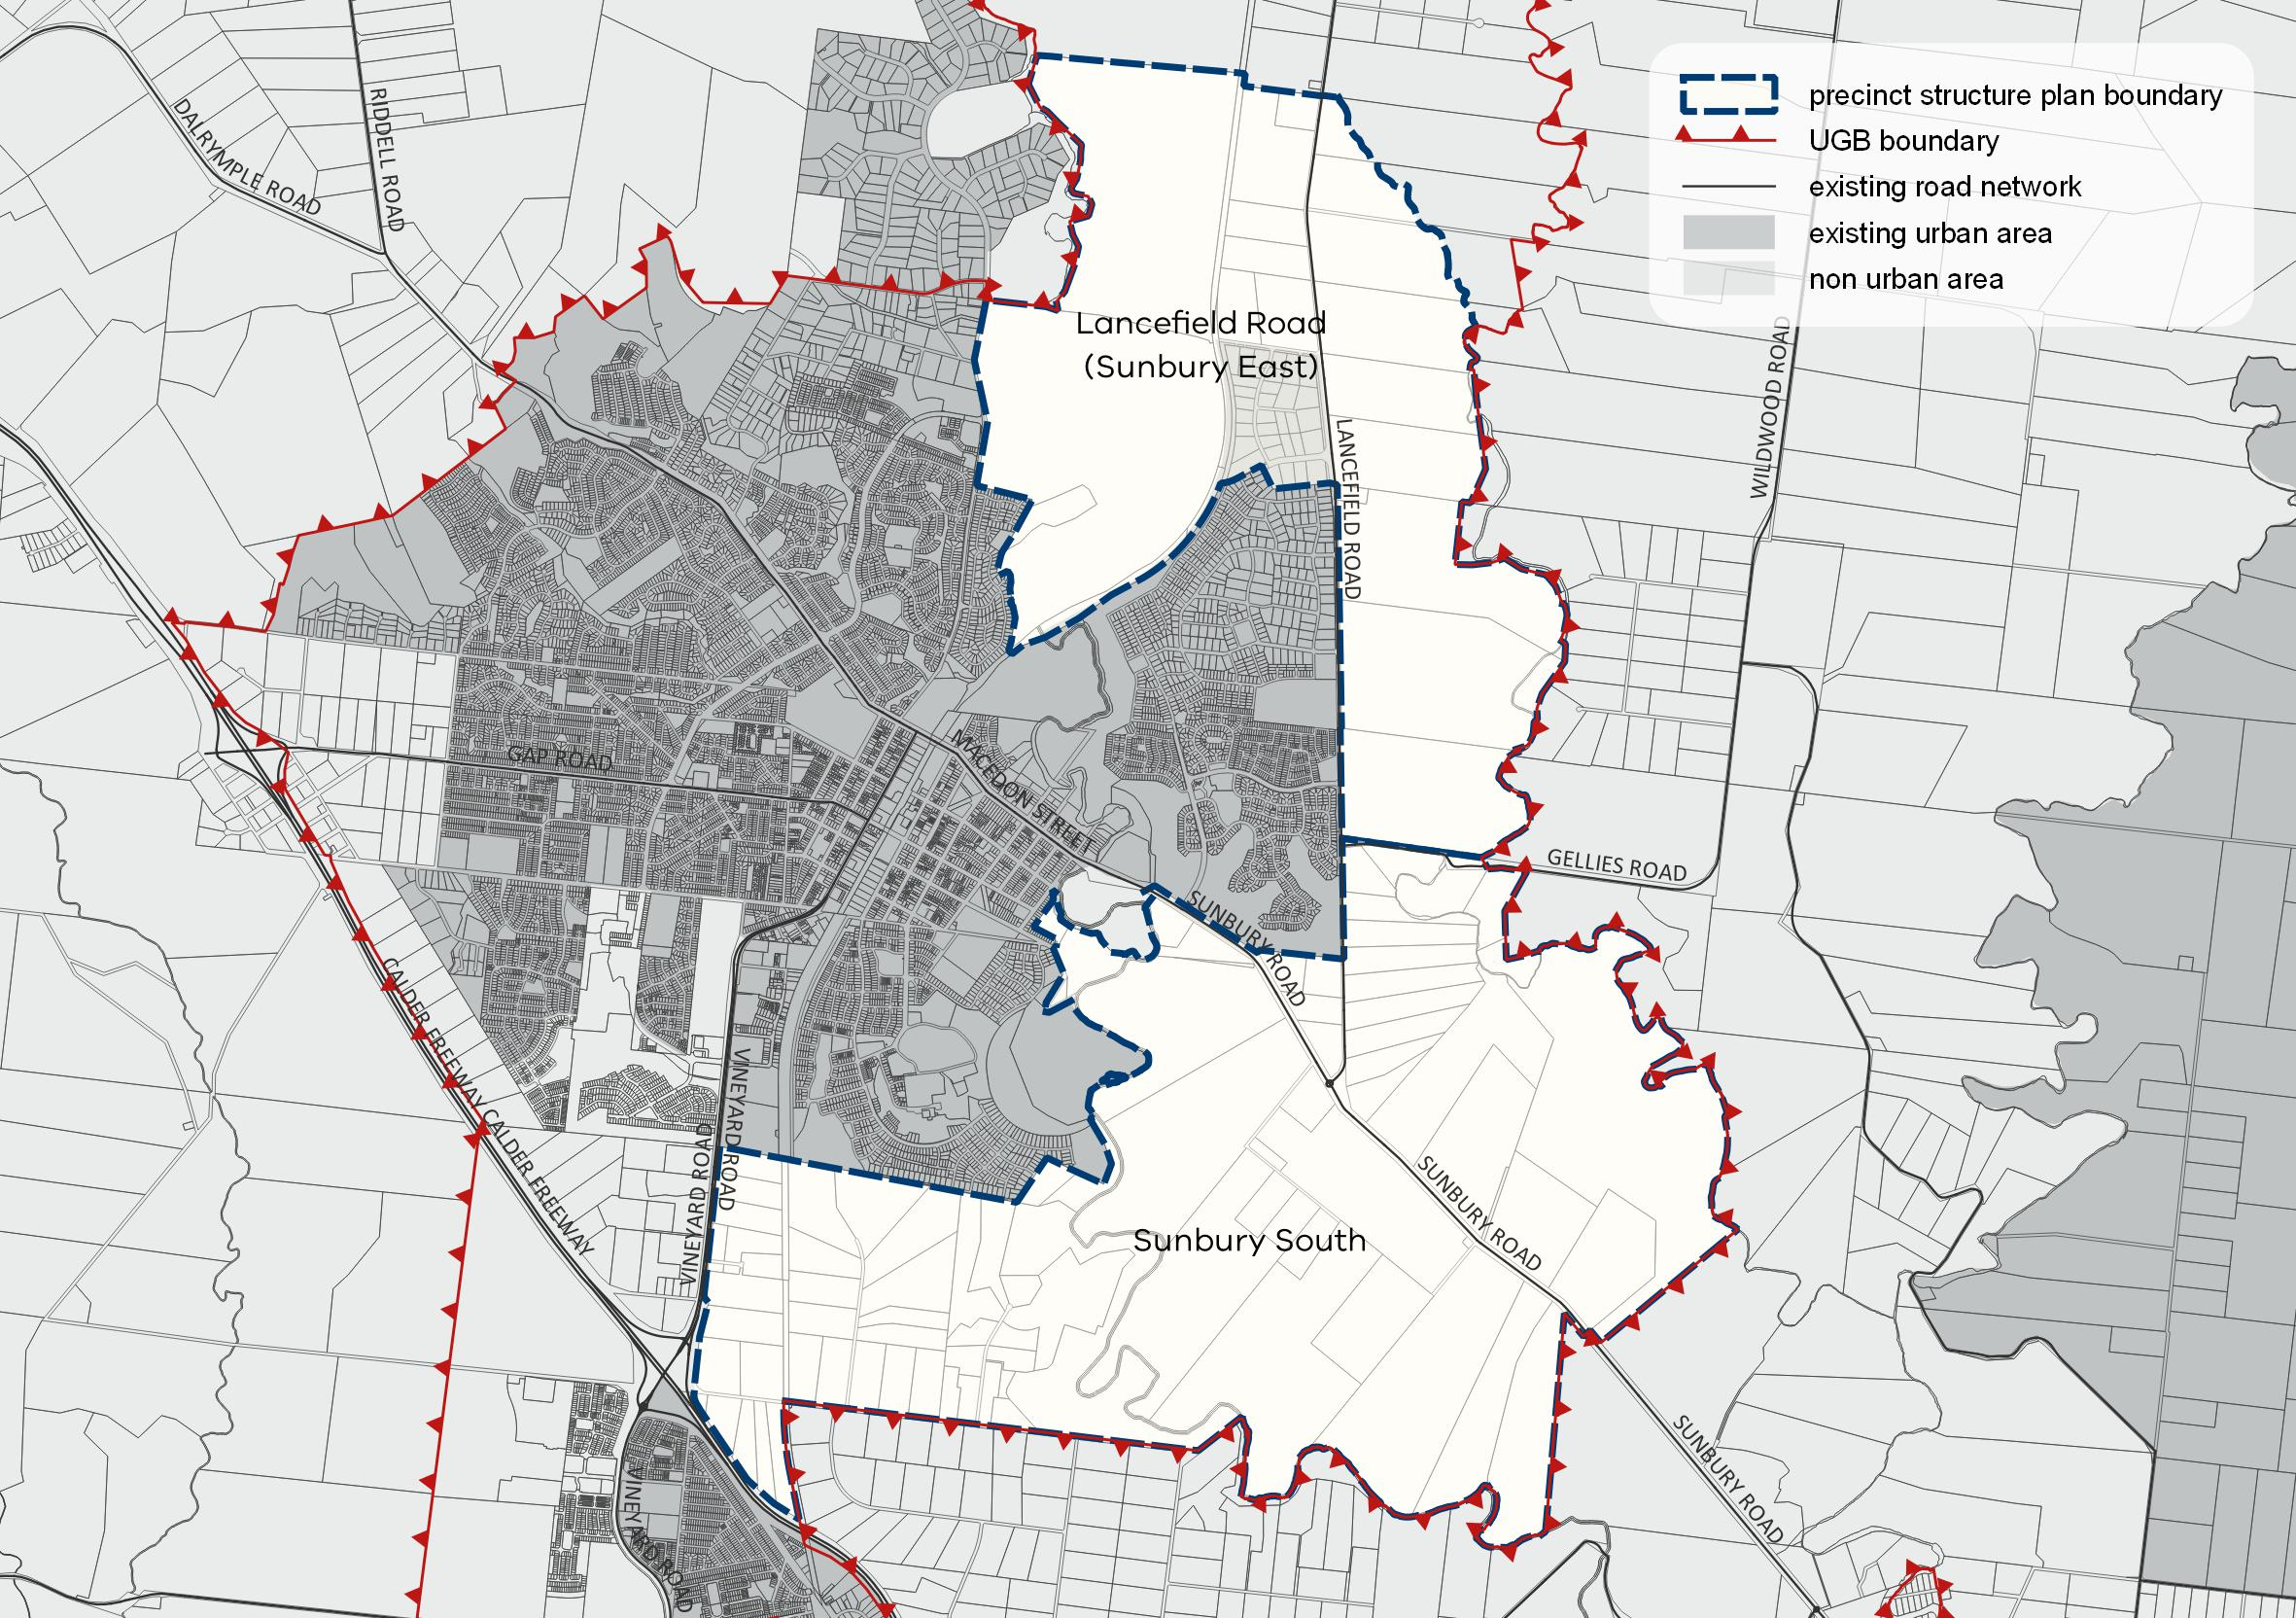 precinct structure plan boundary
UGB boundary
existing road network
existing urban area
non urban area
DALRYMPLE ROAD
RIDDELL ROAD
Lancefield Road
(Sunbury East)
WILDWOOD ROAD
LANCEFIELD ROAD
GAP ROAD
MACEDON STREET
GELLIES ROAD
SUNBURY ROAD
CALDER FREEWAY
CALDER FREEWAY
VINEYARD ROAD
VINEYARD ROAD
SUNBURY ROAD
Sunbury South
SUNBURY ROAD
VINEYARD ROAD